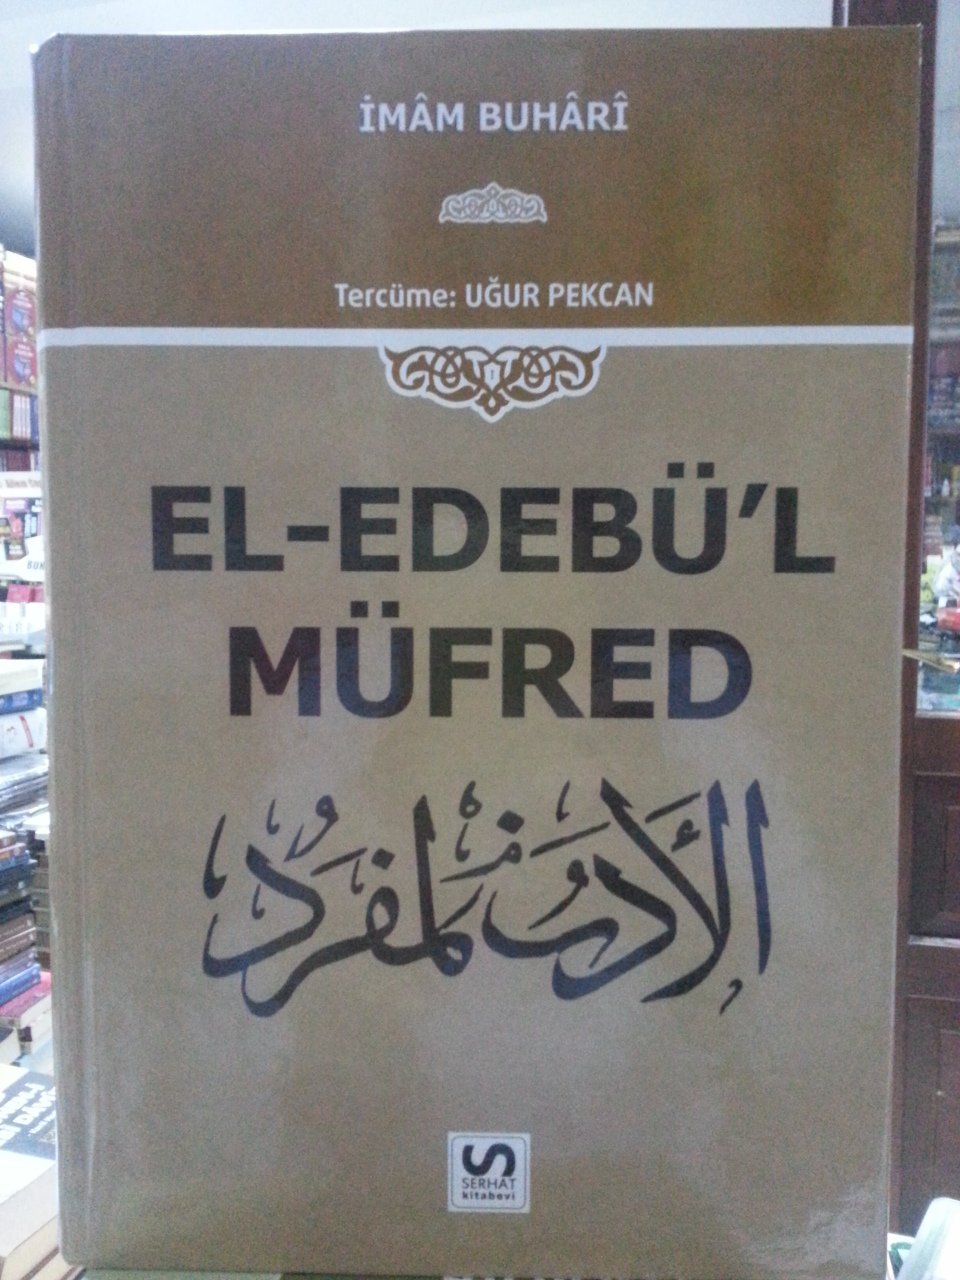 İMÂM BUHÂRÎ
Tercüme: UĞUR PEKCAN
EL-EDEBÜ’L
MÜFRED
الأدب المفرد
SERHAT
kitabevi